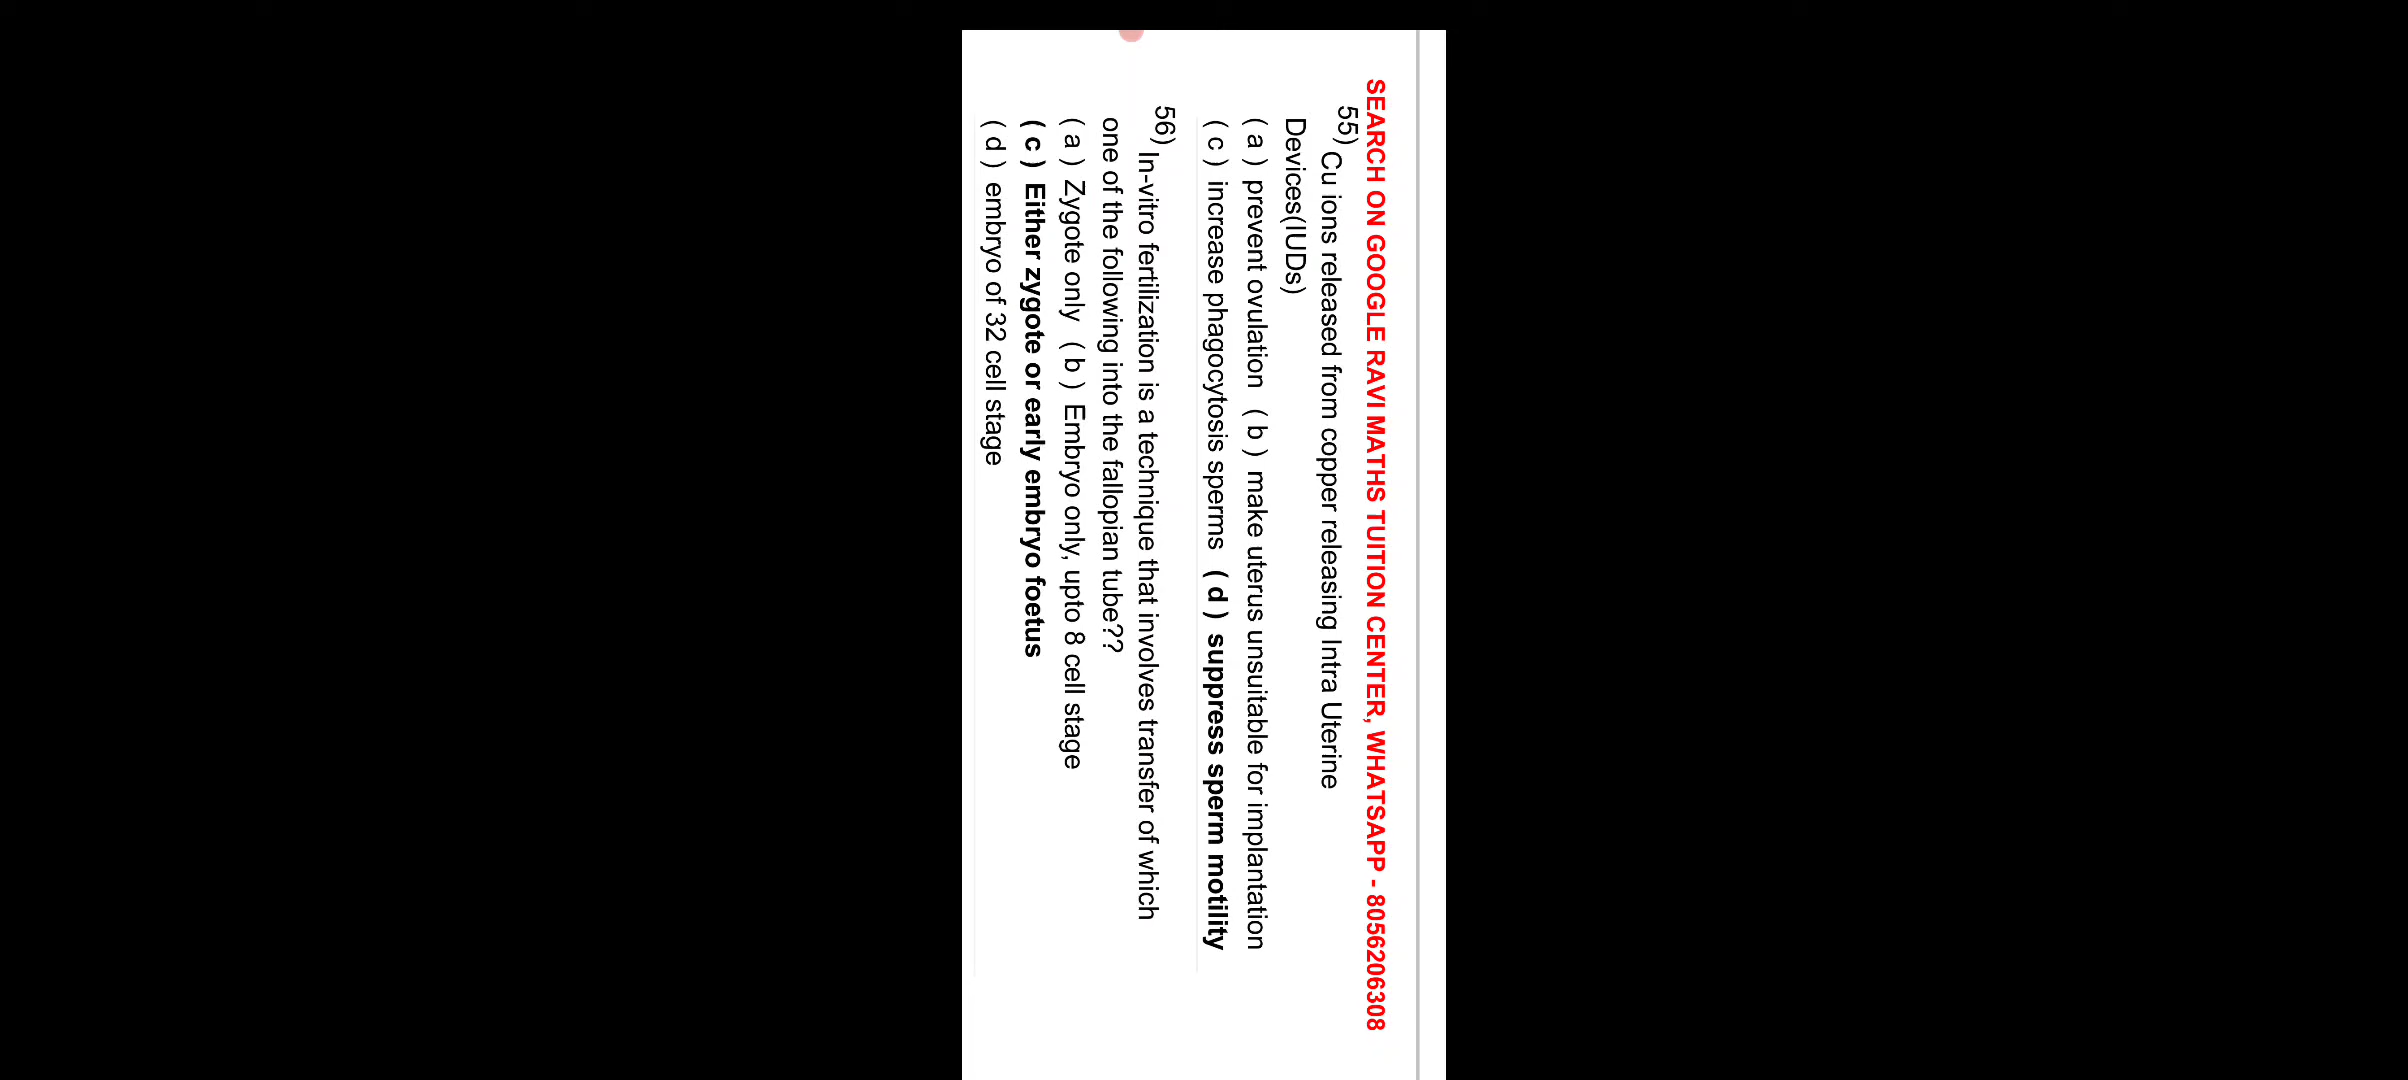 SEARCH ON GOOGLE RAVI MATHS TUITION CENTER, WHATSAPP - 8056206308
55) Cu ions released from copper releasing Intra Uterine
Devices(IUDs)
( a ) prevent ovulation ( b ) make uterus unsuitable for implantation
( c ) increase phagocytosis sperms ( d ) suppress sperm motility
56) In-vitro fertilization is a technique that involves transfer of which
one of the following into the fallopian tube??
( a ) Zygote only ( b ) Embryo only, upto 8 cell stage
( c ) Either zygote or early embryo foetus
( d ) embryo of 32 cell stage